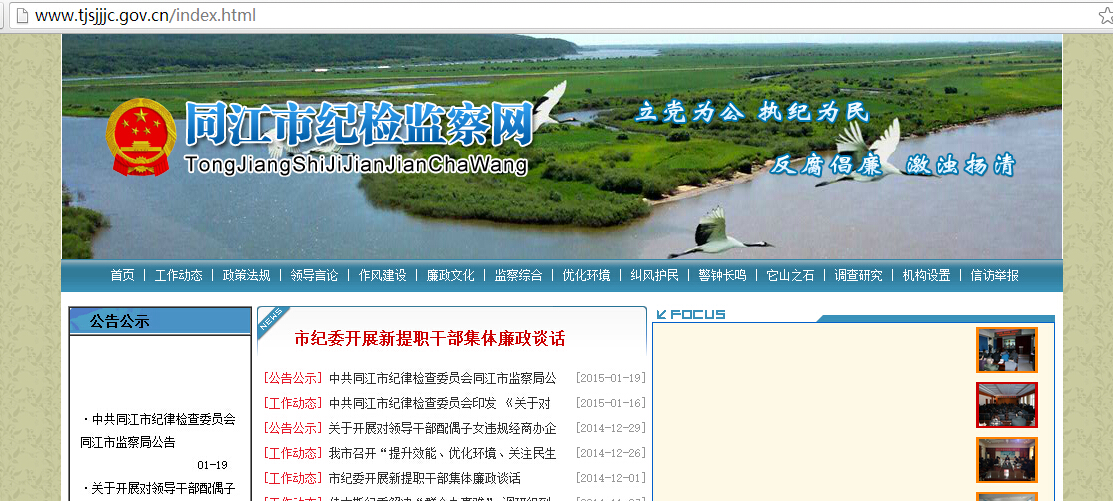 www.tjsjjjc.gov.cn/index.html
同江市纪检监察网
TongJiangShiJiJianJianChaWang
立党为公 执纪为民
反腐倡廉 激浊扬清
首页 | 工作动态 | 政策法规 | 领导言论 | 作风建设 | 廉政文化 | 监察综合 | 优化环境 | 纠风护民 | 警钟长鸣 | 它山之石 | 调查研究 | 机构设置 | 信访举报
公告公示
·中共同江市纪律检查委员会
同江市监察局公告
01-19
·关于开展对领导干部配偶子
NEWS
市纪委开展新提职干部集体廉政谈话
[公告公示] 中共同江市纪律检查委员会同江市监察局公 [2015-01-19]
[工作动态] 中共同江市纪律检查委员会印发 《关于对 [2015-01-16]
[公告公示] 关于开展对领导干部配偶子女违规经商办企 [2014-12-29]
[工作动态] 我市召开“提升效能、优化环境、关注民生 [2014-12-26]
[工作动态] 市纪委开展新提职干部集体廉政谈话 [2014-12-01]
FOCUS